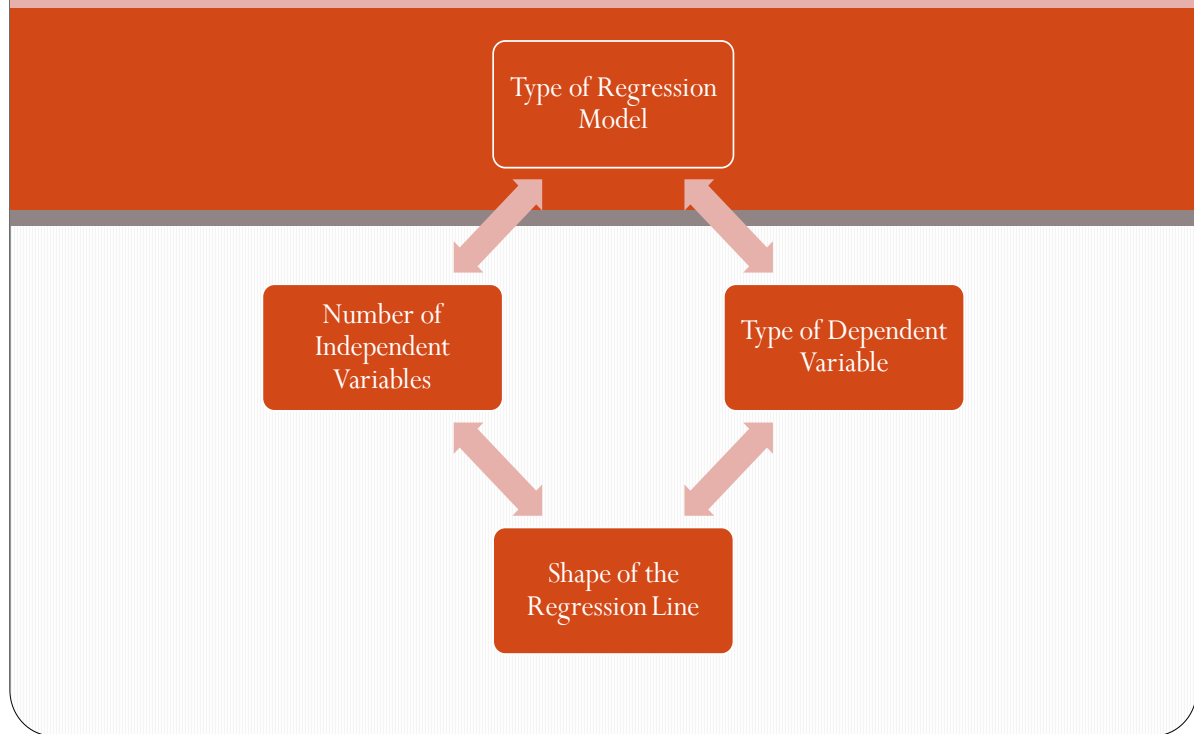 Type of Regression
Model
Number of
Independent
Variables
Type of Dependent
Variable
Shape of the
Regression Line